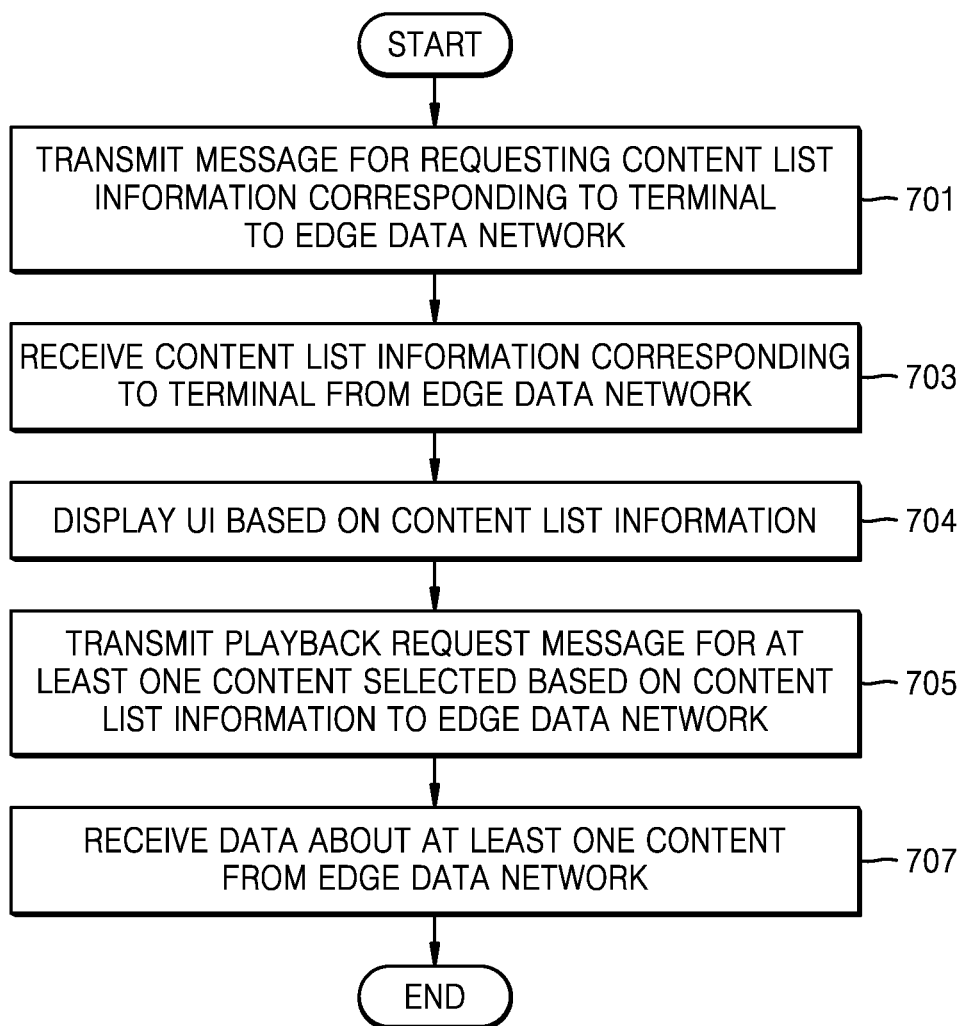 START
TRANSMIT MESSAGE FOR REQUESTING CONTENT LIST
INFORMATION CORRESPONDING TO TERMINAL
TO EDGE DATA NETWORK
701
RECEIVE CONTENT LIST INFORMATION CORRESPONDING
TO TERMINAL FROM EDGE DATA NETWORK
703
DISPLAY UI BASED ON CONTENT LIST INFORMATION
704
TRANSMIT PLAYBACK REQUEST MESSAGE FOR AT
LEAST ONE CONTENT SELECTED BASED ON CONTENT
LIST INFORMATION TO EDGE DATA NETWORK
705
RECEIVE DATA ABOUT AT LEAST ONE CONTENT
FROM EDGE DATA NETWORK
707
END